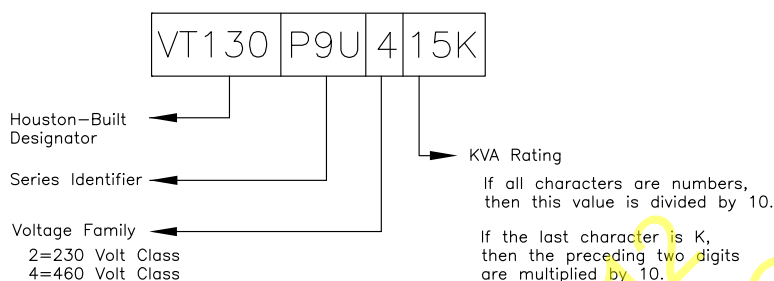 VT130 P9U 4 15K
Houston-Built
Designator
Series Identifier
Voltage Family
2=230 Volt Class
4=460 Volt Class
KVA Rating
If all characters are numbers,
then this value is divided by 10.
If the last character is K,
then the preceding two digits
are multiplied by 10.